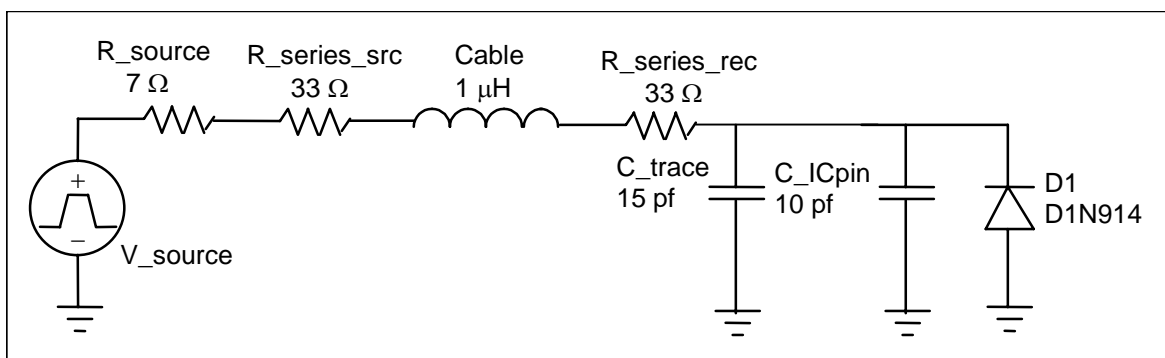 R_source
7 Ω
R_series_src
33 Ω
Cable
1 μH
R_series_rec
33 Ω
C_trace
15 pf
C_ICpin
10 pf
D1
D1N914
+
−
V_source